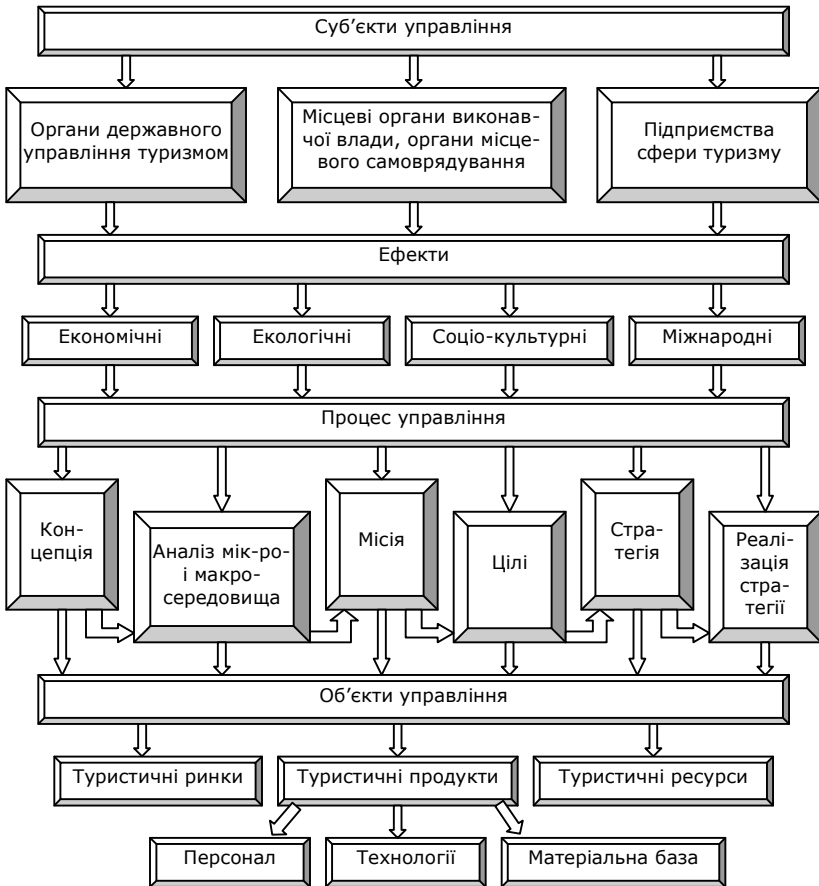 Суб’єкти управління
Органи державного
управління туризмом
Місцеві органи виконав-
чої влади, органи місце-
вого самоврядування
Підприємства
сфери туризму
Ефекти
Економічні
Екологічні
Соціо-культурні
Міжнародні
Процес управління
Кон-
цепція
Аналіз мік-ро-
і макро-
середовища
Місія
Цілі
Стра-
тегія
Реалі-
зація
стра-
тегії
Об’єкти управління
Туристичні ринки
Туристичні продукти
Туристичні ресурси
Персонал
Технології
Матеріальна база